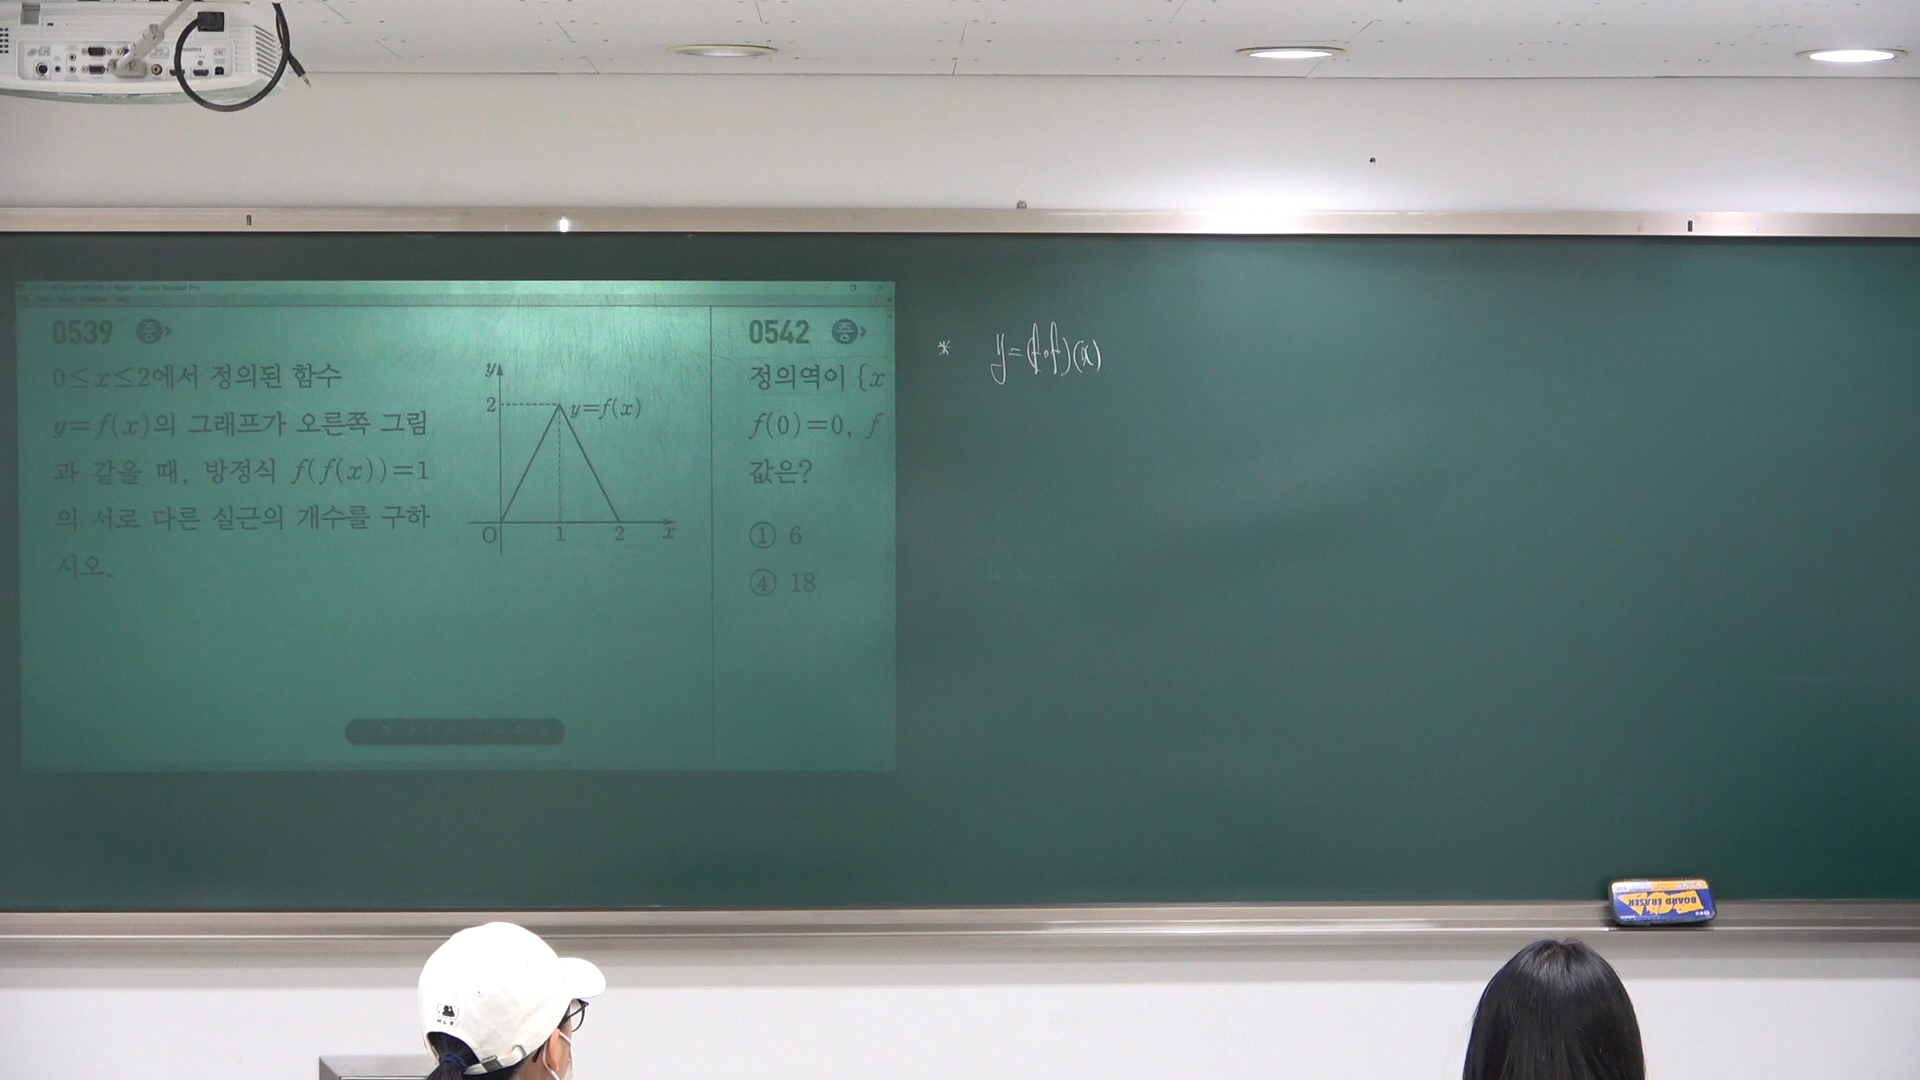 0539 중
0≤x≤2에서 정의된 함수
y=f(x)의 그래프가 오른쪽 그림
과 같을 때, 방정식 f(f(x))=1
의 서로 다른 실근의 개수를 구하
시오.
y
2
y=f(x)
O 1 2 x
0542 중
정의역이 {x
f(0)=0, f
값은?
① 6
④ 18
* y=(f∘f)(x)
BOARD ERASER
MLB